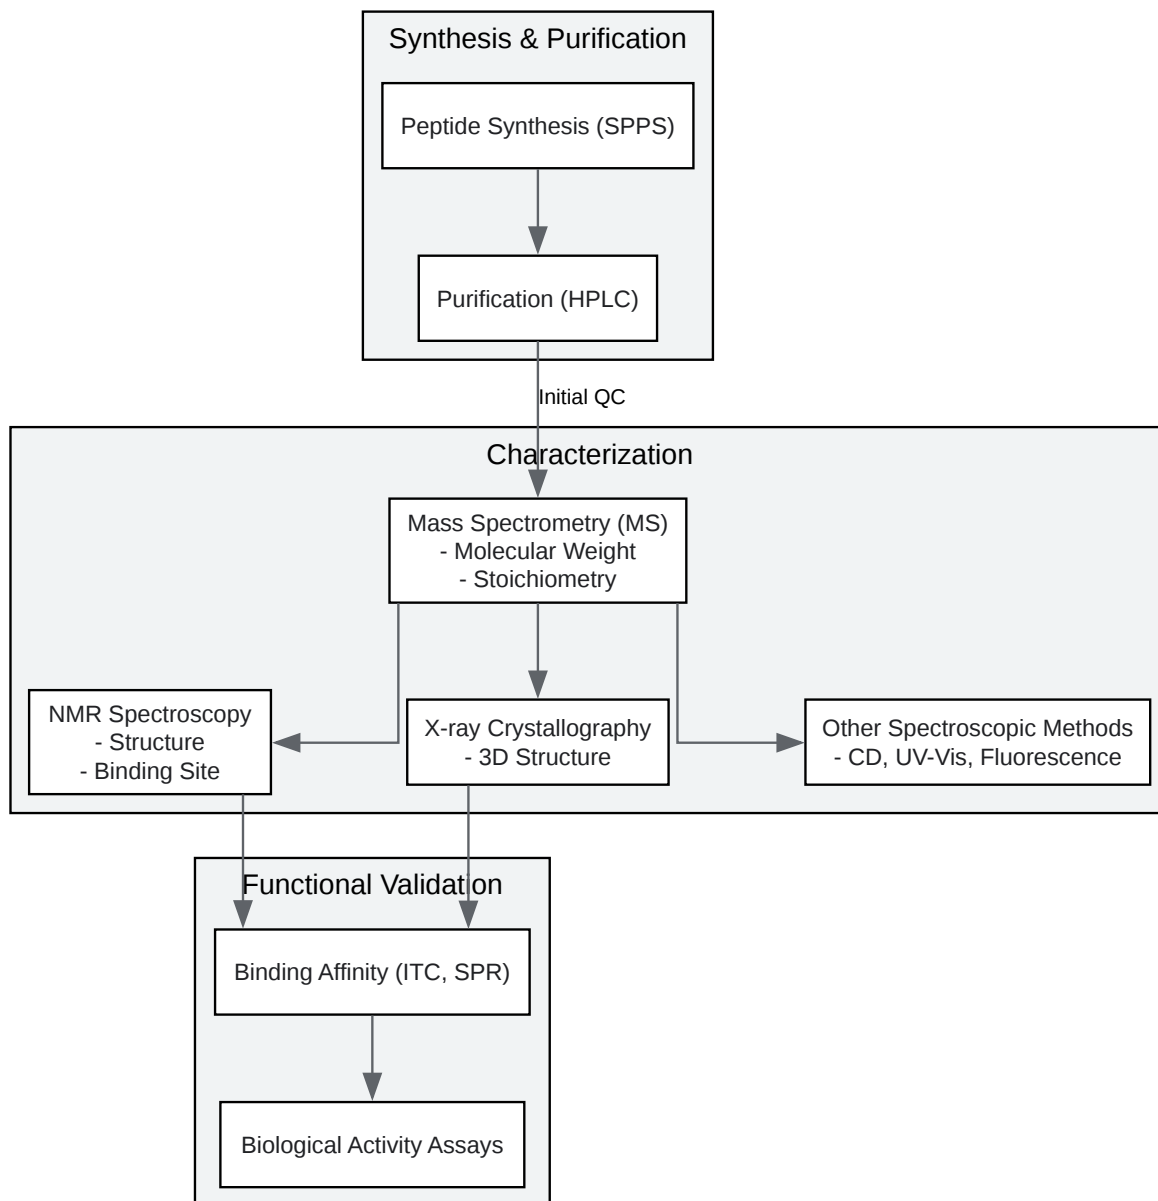 Synthesis & Purification
Peptide Synthesis (SPPS)
Purification (HPLC)
Initial QC
Characterization
Mass Spectrometry (MS)
- Molecular Weight
- Stoichiometry
NMR Spectroscopy
- Structure
- Binding Site
X-ray Crystallography
- 3D Structure
Other Spectroscopic Methods
- CD, UV-Vis, Fluorescence
Functional Validation
Binding Affinity (ITC, SPR)
Biological Activity Assays